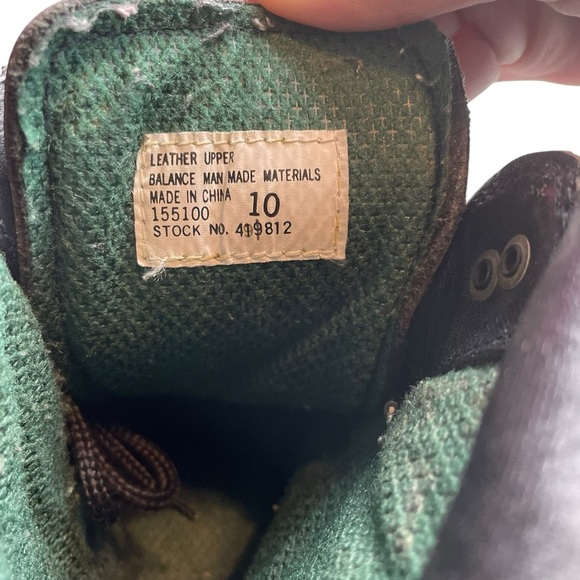 LEATHER UPPER
BALANCE MAN MADE MATERIALS
MADE IN CHINA
155100 10
STOCK NO. 419812